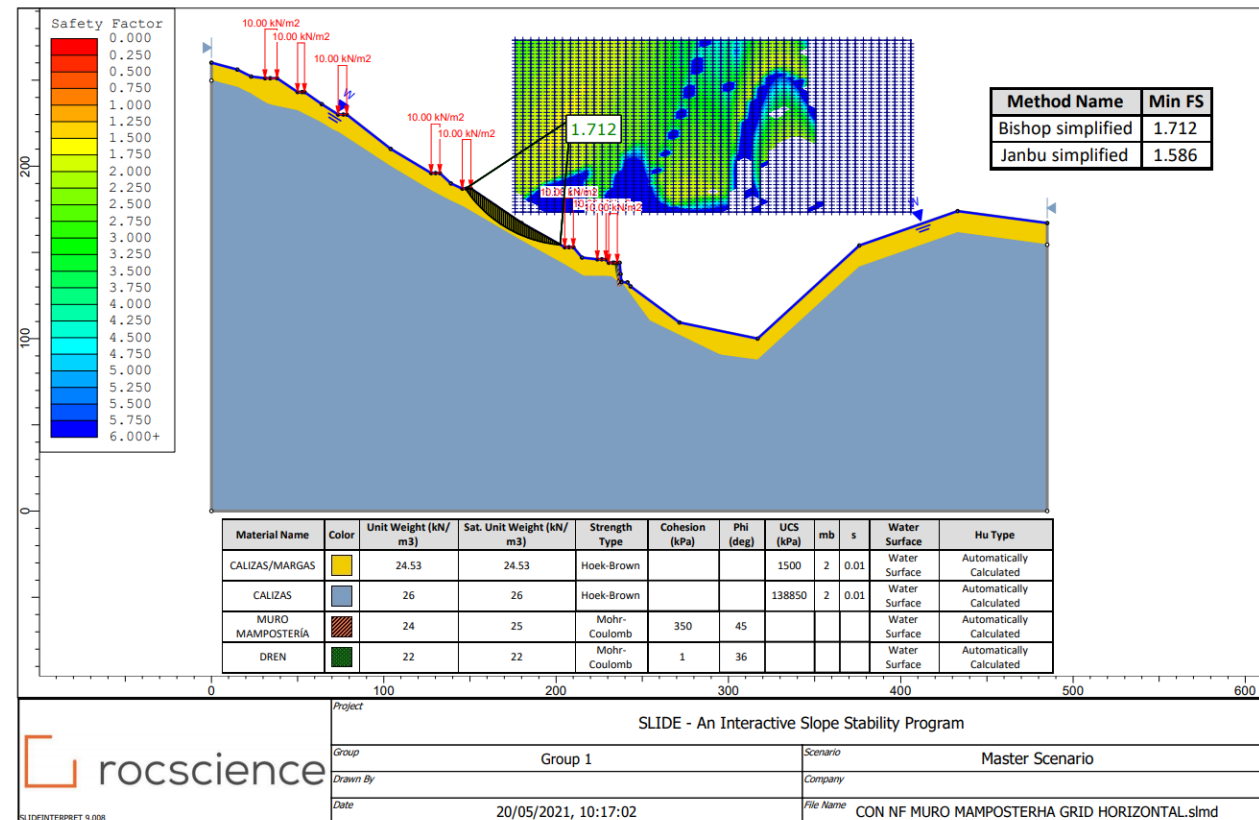 Safety Factor
0.000
0.250
0.500
0.750
1.000
1.250
1.500
1.750
2.000
2.250
2.500
2.750
3.000
3.250
3.500
3.750
4.000
4.250
4.500
4.750
5.000
5.250
5.500
5.750
6.000+
10.00 kN/m2
10.00 kN/m2
10.00 kN/m2
W
10.00 kN/m2
10.00 kN/m2
1.712
10.00 kN/m2
10.00 kN/m2
Method Name Min FS
Bishop simplified 1.712
Janbu simplified 1.586
200
100
0
Material Name Color Unit Weight (kN/m3) Sat. Unit Weight (kN/m3) Strength Type Cohesion (kPa) Phi (deg) UCS (kPa) mb s Water Surface Hu Type
CALIZAS/MARGAS 24.53 24.53 Hoek-Brown 1500 2 0.01 Water Surface Automatically Calculated
CALIZAS 26 26 Hoek-Brown 138850 2 0.01 Water Surface Automatically Calculated
MURO MAMPOSTERÍA 24 25 Mohr-Coulomb 350 45 Water Surface Automatically Calculated
DREN 22 22 Mohr-Coulomb 1 36 Water Surface Automatically Calculated
0 100 200 300 400 500 600
rocscience
SLIDEINTERPRET 9.008
Project
SLIDE - An Interactive Slope Stability Program
Group Group 1 Scenario Master Scenario
Drawn By Company
Date 20/05/2021, 10:17:02 File Name CON NF MURO MAMPOSTERHA GRID HORIZONTAL.slmd